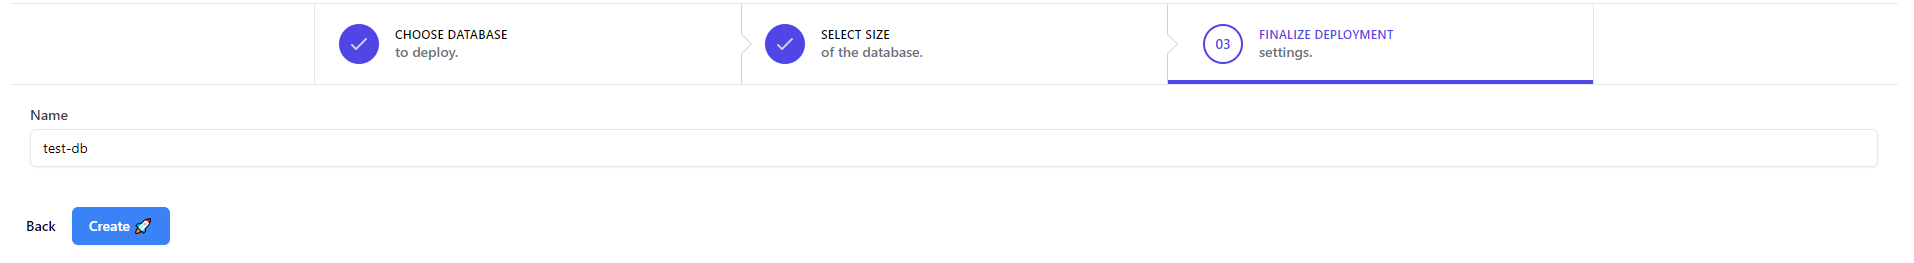 CHOOSE DATABASE
to deploy.
SELECT SIZE
of the database.
03
FINALIZE DEPLOYMENT
settings.
Name
test-db
Back
Create 🚀